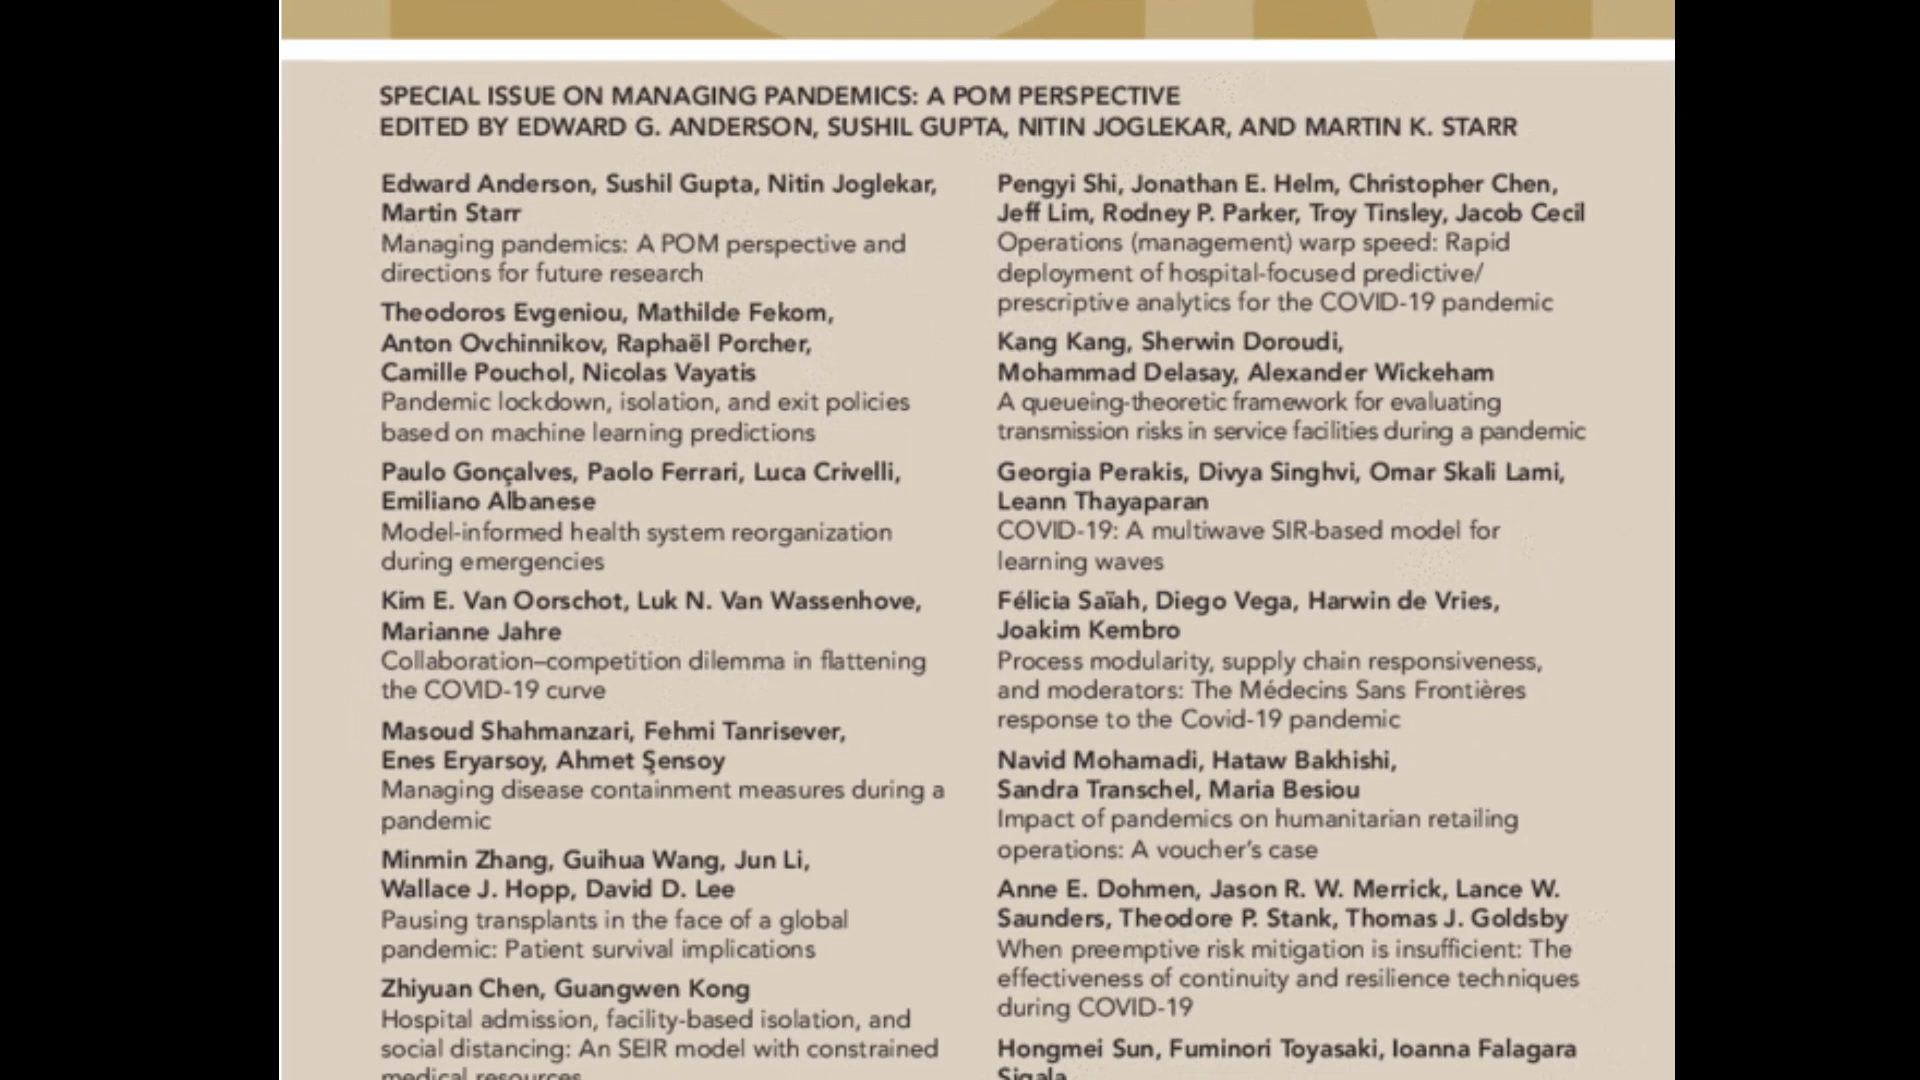 SPECIAL ISSUE ON MANAGING PANDEMICS: A POM PERSPECTIVE
EDITED BY EDWARD G. ANDERSON, SUSHIL GUPTA, NITIN JOGLEKAR, AND MARTIN K. STARR
Edward Anderson, Sushil Gupta, Nitin Joglekar,
Martin Starr
Managing pandemics: A POM perspective and
directions for future research
Theodoros Evgeniou, Mathilde Fekom,
Anton Ovchinnikov, Raphaël Porcher,
Camille Pouchol, Nicolas Vayatis
Pandemic lockdown, isolation, and exit policies
based on machine learning predictions
Paulo Gonçalves, Paolo Ferrari, Luca Crivelli,
Emiliano Albanese
Model-informed health system reorganization
during emergencies
Kim E. Van Oorschot, Luk N. Van Wassenhove,
Marianne Jahre
Collaboration–competition dilemma in flattening
the COVID-19 curve
Masoud Shahmanzari, Fehmi Tanrisever,
Enes Eryarsoy, Ahmet Şensoy
Managing disease containment measures during a
pandemic
Minmin Zhang, Guihua Wang, Jun Li,
Wallace J. Hopp, David D. Lee
Pausing transplants in the face of a global
pandemic: Patient survival implications
Zhiyuan Chen, Guangwen Kong
Hospital admission, facility-based isolation, and
social distancing: An SEIR model with constrained
medical resources
Pengyi Shi, Jonathan E. Helm, Christopher Chen,
Jeff Lim, Rodney P. Parker, Troy Tinsley, Jacob Cecil
Operations (management) warp speed: Rapid
deployment of hospital-focused predictive/
prescriptive analytics for the COVID-19 pandemic
Kang Kang, Sherwin Doroudi,
Mohammad Delasay, Alexander Wickeham
A queueing-theoretic framework for evaluating
transmission risks in service facilities during a pandemic
Georgia Perakis, Divya Singhvi, Omar Skali Lami,
Leann Thayaparan
COVID-19: A multiwave SIR-based model for
learning waves
Félicia Saïah, Diego Vega, Harwin de Vries,
Joakim Kembro
Process modularity, supply chain responsiveness,
and moderators: The Médecins Sans Frontières
response to the Covid-19 pandemic
Navid Mohamadi, Hataw Bakhishi,
Sandra Transchel, Maria Besiou
Impact of pandemics on humanitarian retailing
operations: A voucher's case
Anne E. Dohmen, Jason R. W. Merrick, Lance W.
Saunders, Theodore P. Stank, Thomas J. Goldsby
When preemptive risk mitigation is insufficient: The
effectiveness of continuity and resilience techniques
during COVID-19
Hongmei Sun, Fuminori Toyasaki, Ioanna Falagara
Sigala